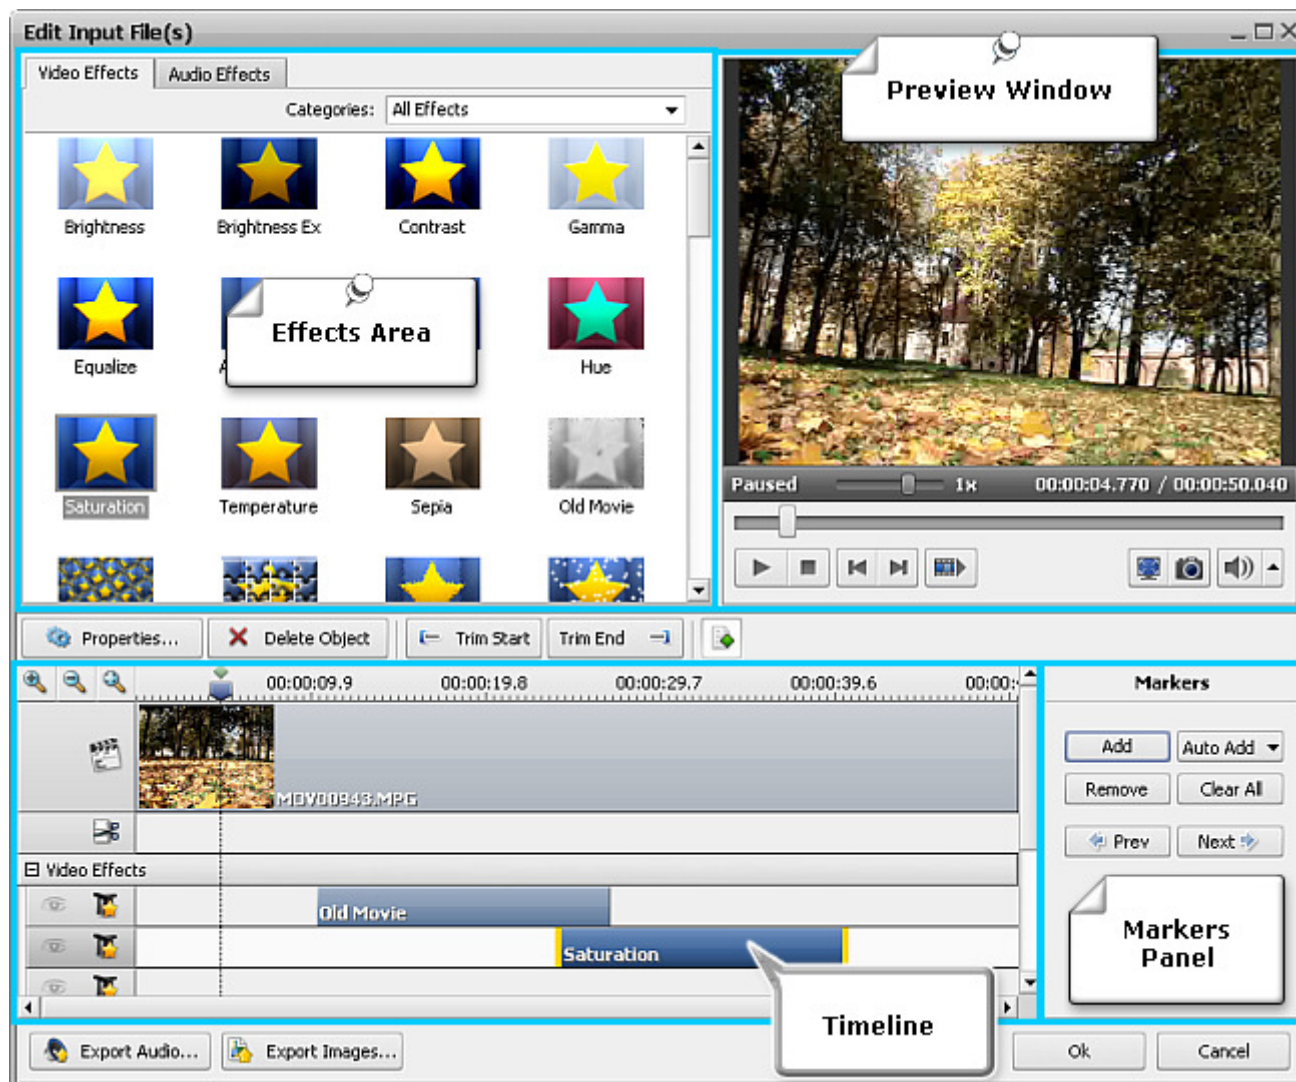 Edit Input File(s)
Video Effects
Audio Effects
Categories: All Effects
Preview Window
Brightness
Brightness Ex
Contrast
Gamma
Effects Area
Equalize
A
Hue
Saturation
Temperature
Sepia
Old Movie
Paused
1x
00:00:04.770 / 00:00:50.040
Properties...
Delete Object
Trim Start
Trim End
00:00:09.9
00:00:19.8
00:00:29.7
00:00:39.6
00:00:
Markers
Add
Auto Add
Remove
Clear All
Prev
Next
MOV00943.MPG
Video Effects
Old Movie
Saturation
Markers
Panel
Timeline
Export Audio...
Export Images...
Ok
Cancel